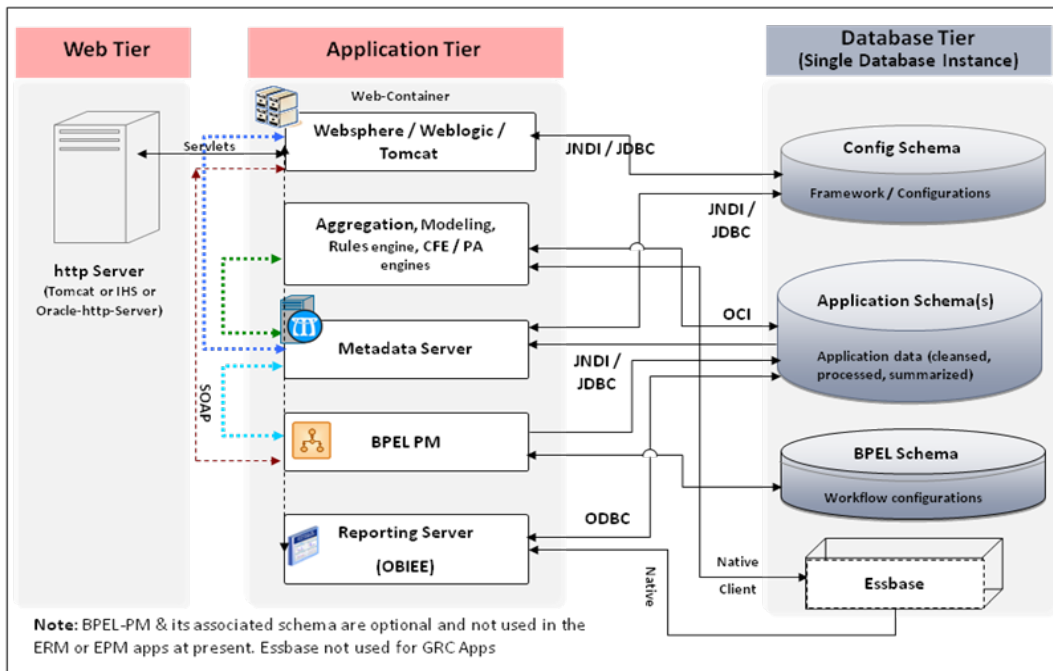 Web Tier
Application Tier
Database Tier
(Single Database Instance)
Web-Container
Websphere / Weblogic /
Tomcat
Servlets
JNDI / JDBC
Config Schema
Framework / Configurations
JNDI /
JDBC
Aggregation, Modeling,
Rules engine, CFE / PA
engines
http Server
(Tomcat or IHS or
Oracle-http-Server)
OCI
Application Schema(s)
Application data (cleansed,
processed, summarized)
Metadata Server
JNDI /
JDBC
SOAP
BPEL PM
BPEL Schema
Workflow configurations
ODBC
Reporting Server
(OBIEE)
Native
Client
Native
Essbase
Note: BPEL-PM & its associated schema are optional and not used in the
ERM or EPM apps at present. Essbase not used for GRC Apps